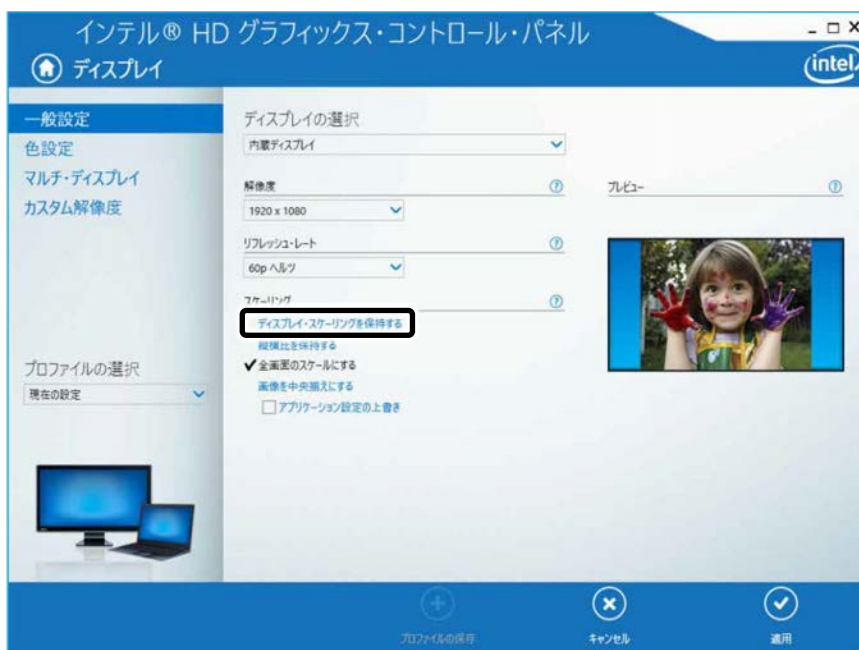 インテル® HD グラフィックス・コントロール・パネル
ディスプレイ
intel
一般設定
色設定
マルチ・ディスプレイ
カスタム解像度
プロファイルの選択
現在の設定
ディスプレイの選択
内蔵ディスプレイ
解像度
1920 x 1080
リフレッシュ・レート
60p ヘルツ
スケーリング
ディスプレイ・スケーリングを保持する
縦横比を保持する
全画面のスケールにする
画像を中央揃えにする
アプリケーション設定の上書き
プレビュー
プロファイルの保存
キャンセル
適用